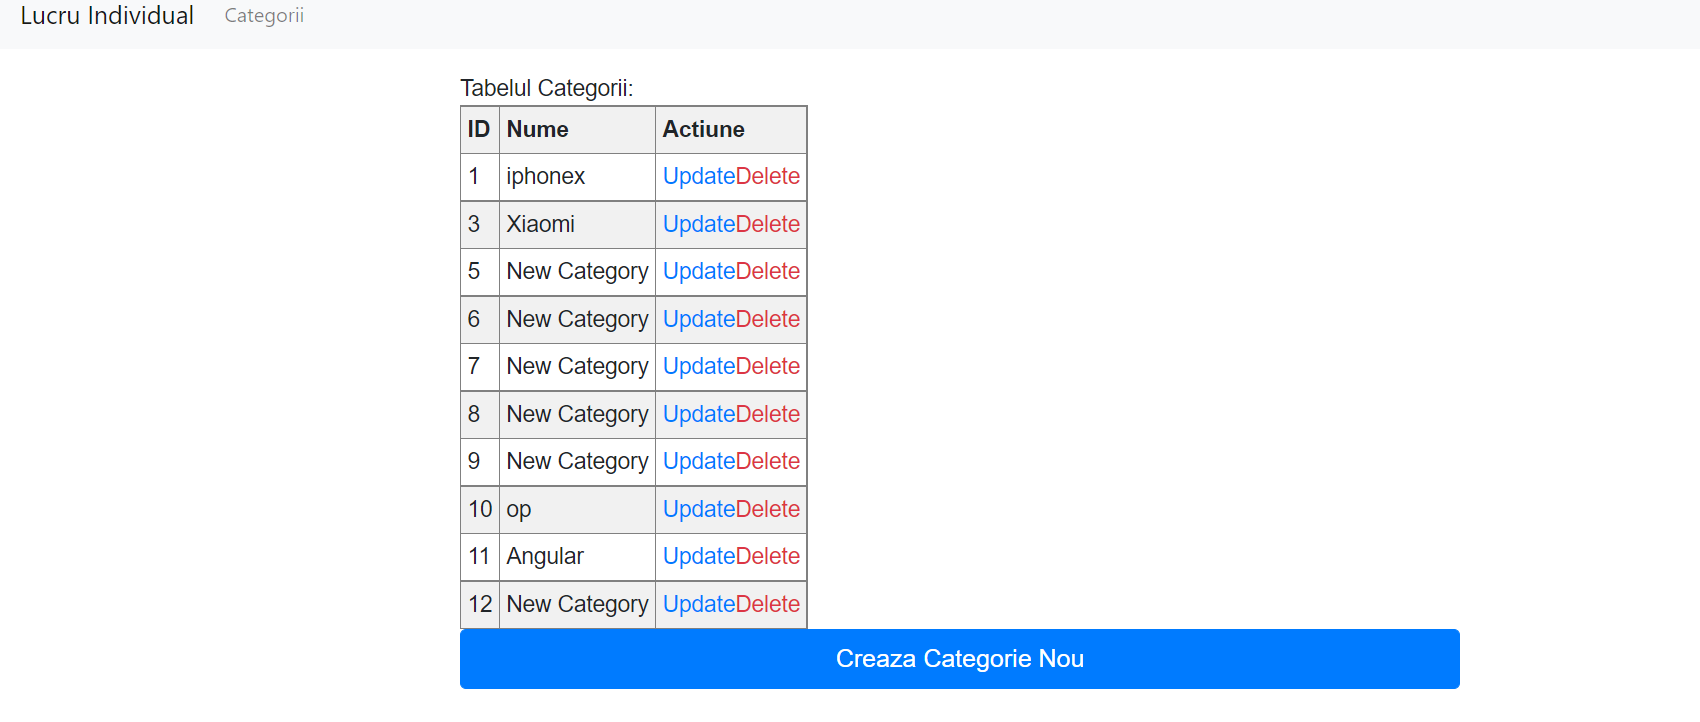 Lucru Individual Categorii
Tabelul Categorii:
ID Nume Actiune
1 iphonex UpdateDelete
3 Xiaomi UpdateDelete
5 New Category UpdateDelete
6 New Category UpdateDelete
7 New Category UpdateDelete
8 New Category UpdateDelete
9 New Category UpdateDelete
10 op UpdateDelete
11 Angular UpdateDelete
12 New Category UpdateDelete
Creaza Categorie Nou